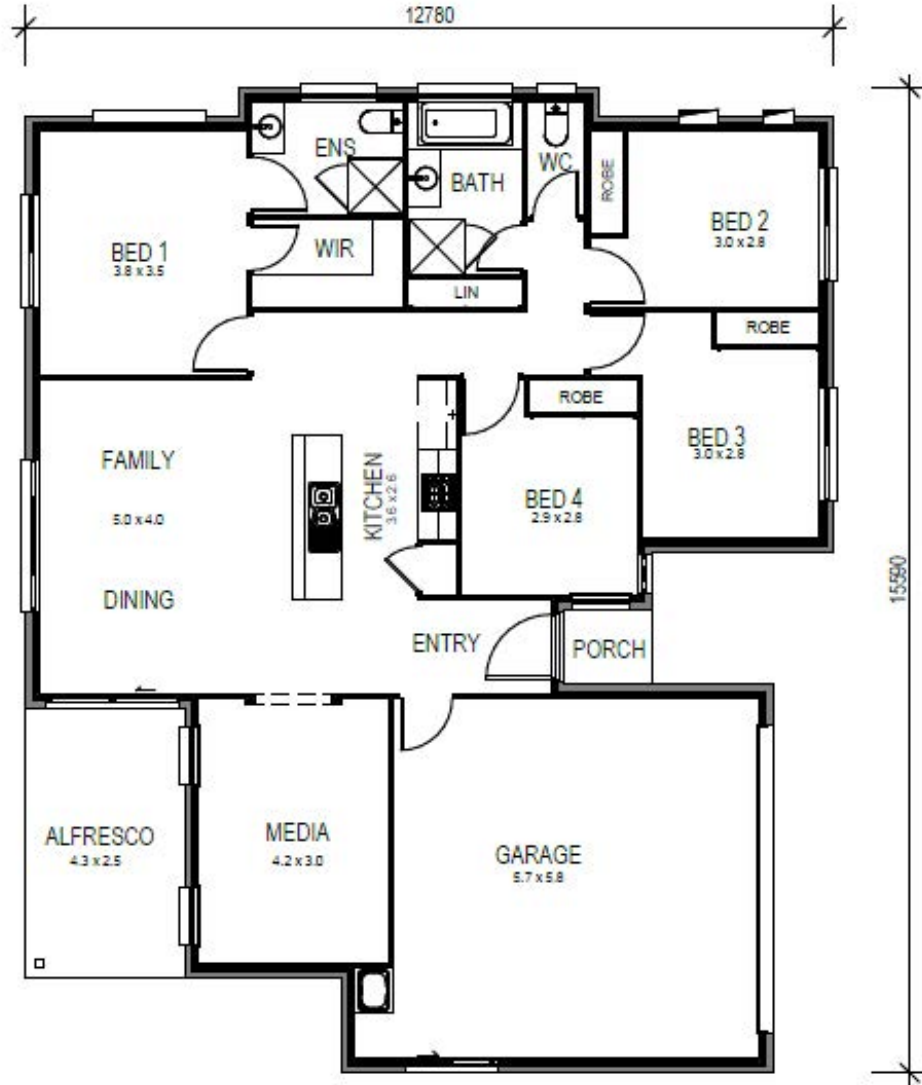 12780
ENS
BATH
WC
ROBE
BED 2
3.0 x 2.8
BED 1
3.8 x 3.5
WIR
LIN
ROBE
ROBE
BED 3
3.0 x 2.8
FAMILY
5.0 x 4.0
DINING
KITCHEN
3.6 x 2.6
BED 4
2.9 x 2.8
15590
ENTRY
PORCH
ALFRESCO
4.3 x 2.5
MEDIA
4.2 x 3.0
GARAGE
5.7 x 5.8